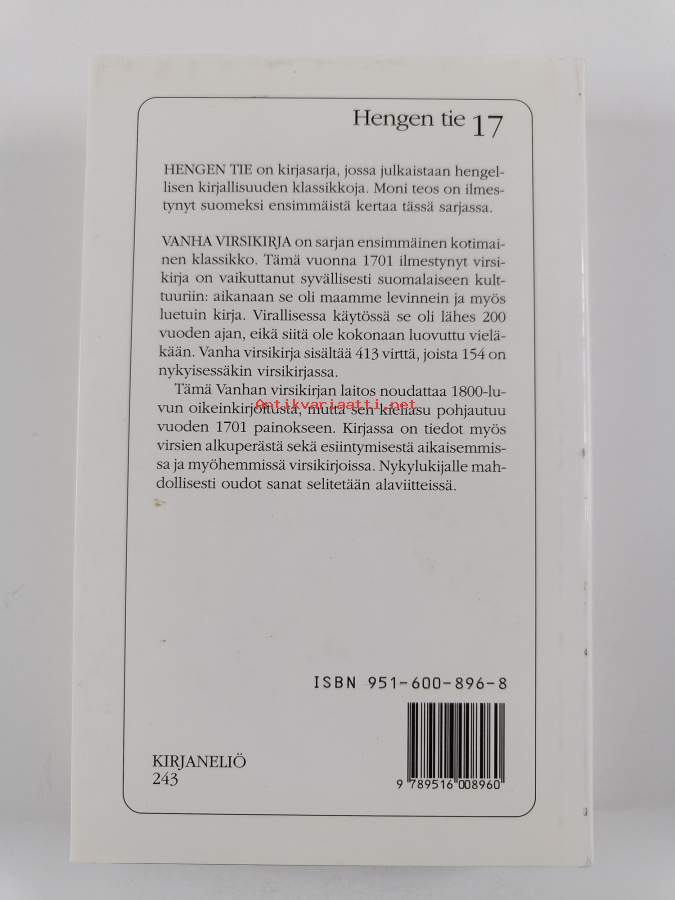 Hengen tie 17
HENGEN TIE on kirjasarja, jossa julkaistaan hengel-
lisen kirjallisuuden klassikkoja. Moni teos on ilmes-
tynyt suomeksi ensimmäistä kertaa tässä sarjassa.
VANHA VIRSIKIRJA on sarjan ensimmäinen kotimai-
nen klassikko. Tämä vuonna 1701 ilmestynyt virsi-
kirja on vaikuttanut syvällisesti suomalaiseen kult-
tuuriin: aikanaan se oli maamme levinnein ja myös
luetuin kirja. Virallisessa käytössä se oli lähes 200
vuoden ajan, eikä siitä ole kokonaan luovuttu vielä-
kään. Vanha virsikirja sisältää 413 virttä, joista 154 on
nykyisessäkin virsikirjassa.
Tämä Vanhan virsikirjan laitos noudattaa 1800-lu-
Antikvariaatti.net
vun oikeinkirjoitusta, mutta sen kieliasu pohjautuu
vuoden 1701 painokseen. Kirjassa on tiedot myös
virsien alkuperästä sekä esiintymisestä aikaisemmis-
sa ja myöhemmissä virsikirjoissa. Nykylukijalle mah-
dollisesti oudot sanat selitetään alaviitteissä.
ISBN 951-600-896-8
9 789516 008960
KIRJANELIÖ
243